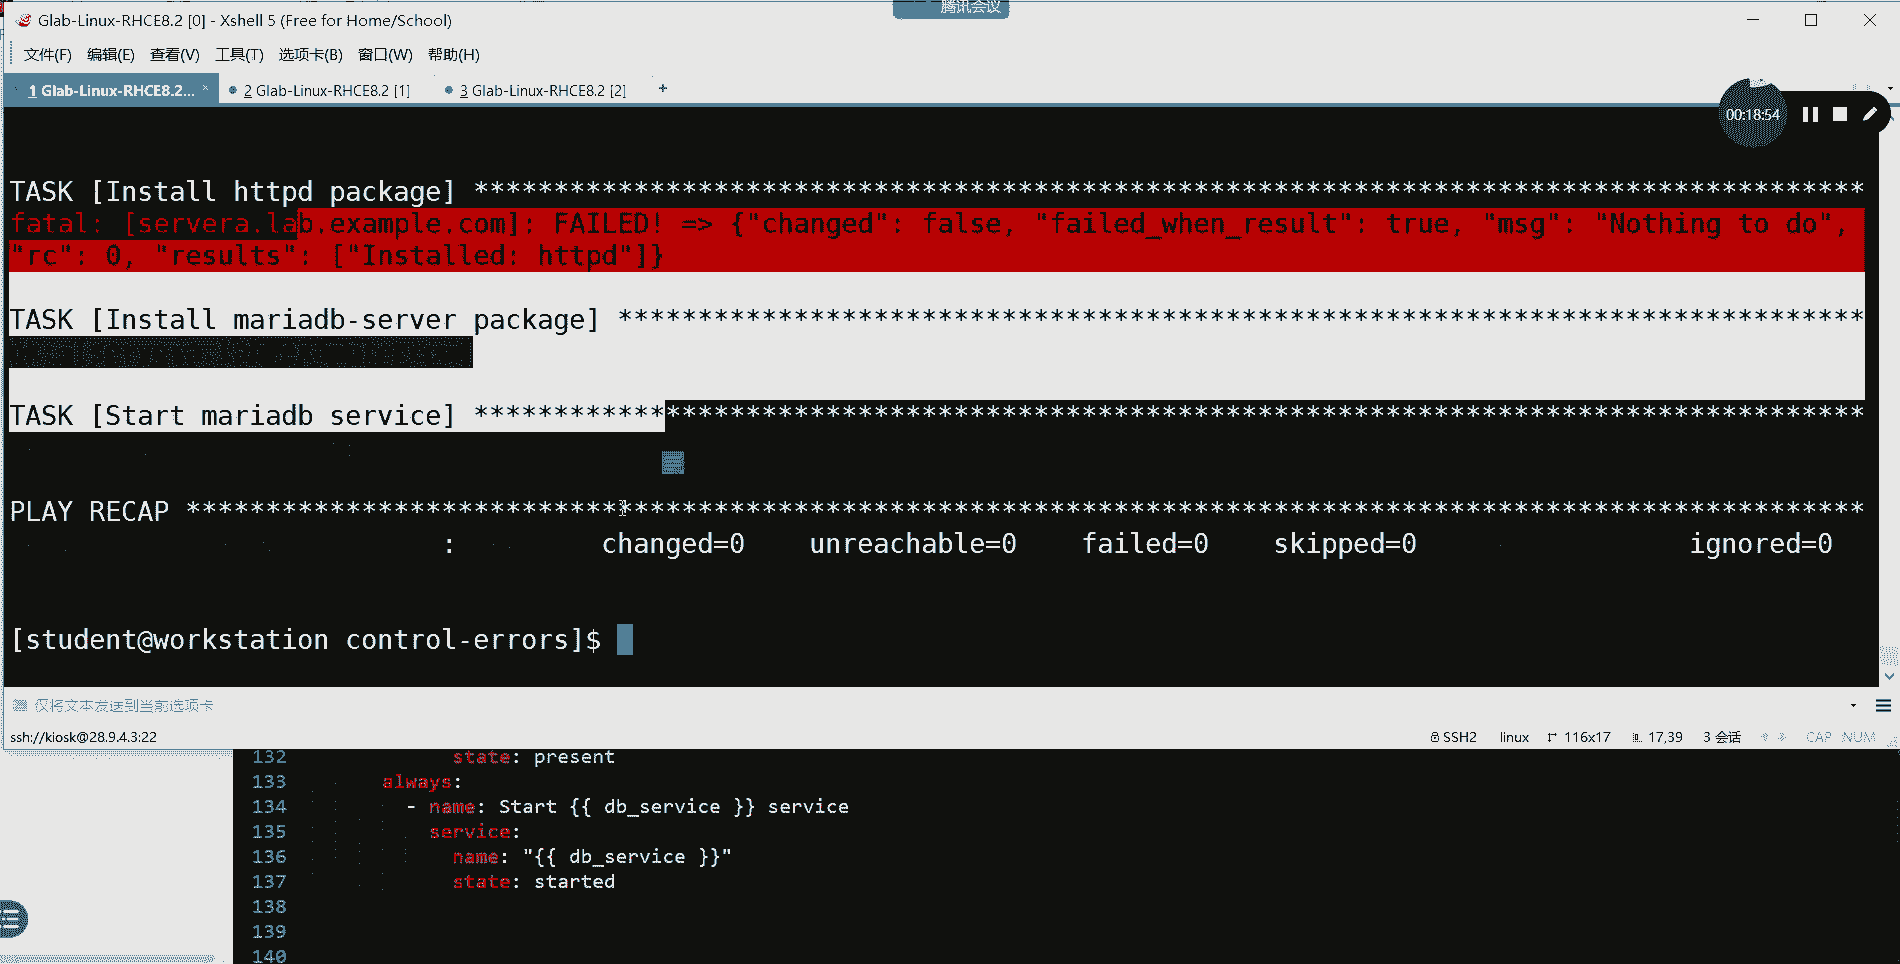 腾讯会议
Glab-Linux-RHCE8.2 [0] - Xshell 5 (Free for Home/School)
文件(F) 编辑(E) 查看(V) 工具(T) 选项卡(B) 窗口(W) 帮助(H)
1 Glab-Linux-RHCE8.2... × 2 Glab-Linux-RHCE8.2 [1] 3 Glab-Linux-RHCE8.2 [2] +
00:18:54
TASK [Install httpd package] ***************************************************************************************
fatal: [servera.lab.example.com]: FAILED! => {"changed": false, "failed_when_result": true, "msg": "Nothing to do",
"rc": 0, "results": ["Installed: httpd"]}
TASK [Install mariadb-server package] ******************************************************************************
TASK [Start mariadb service] ***************************************************************************************
PLAY RECAP *********************************************************************************************************
: changed=0 unreachable=0 failed=0 skipped=0 ignored=0
[student@workstation control-errors]$
仅将文本发送到当前选项卡
ssh://kiosk@28.9.4.3:22 SSH2 linux 116x17 17,39 3 会话 CAP NUM
132 state: present
133 always:
134 - name: Start {{ db_service }} service
135 service:
136 name: "{{ db_service }}"
137 state: started
138
139
140